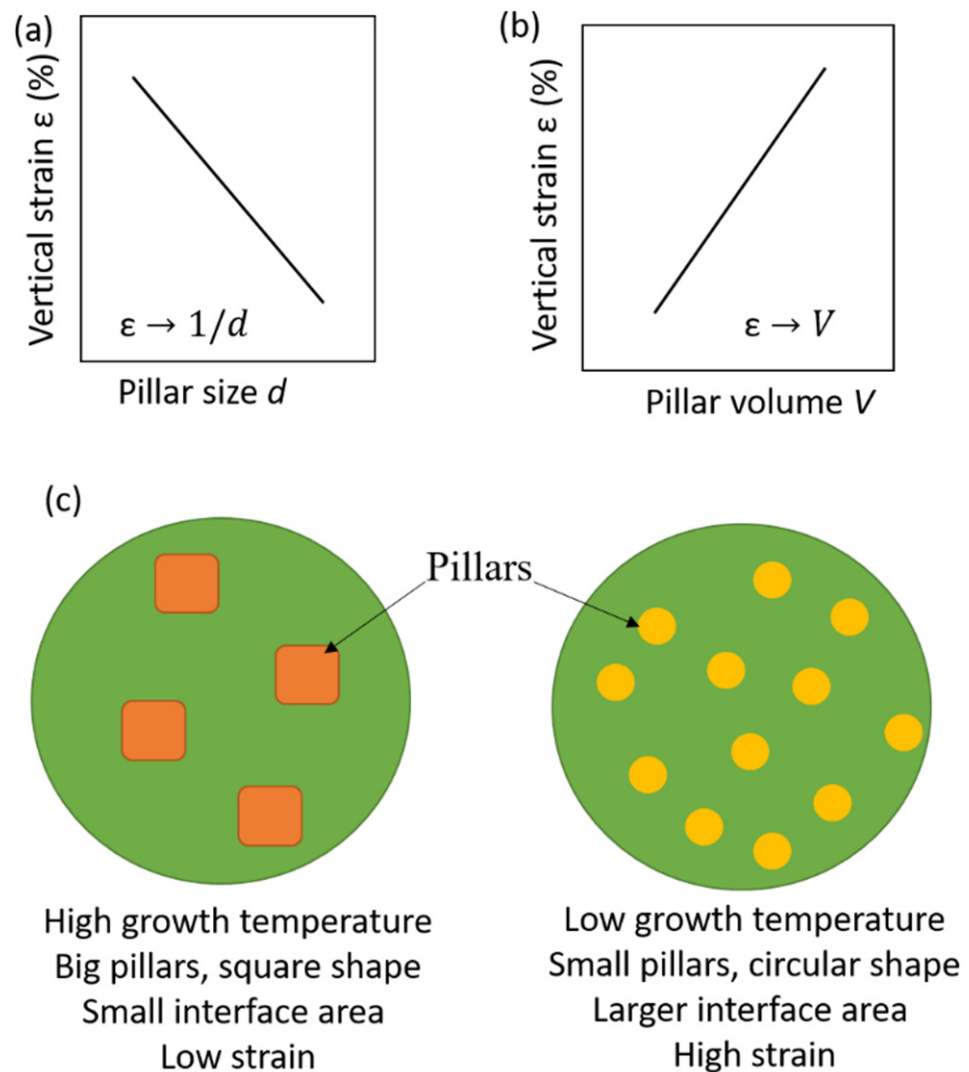 (a)
Vertical strain ε (%)
ε → 1/d
Pillar size d
(b)
Vertical strain ε (%)
ε → V
Pillar volume V
(c)
Pillars
High growth temperature
Big pillars, square shape
Small interface area
Low strain
Low growth temperature
Small pillars, circular shape
Larger interface area
High strain